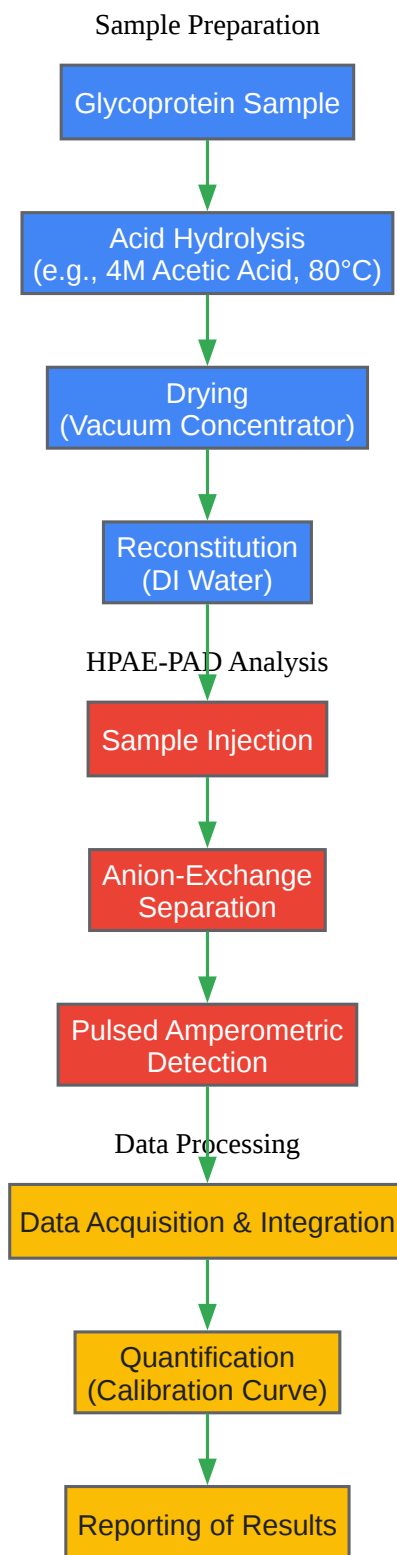 Sample Preparation
Glycoprotein Sample
Acid Hydrolysis
(e.g., 4M Acetic Acid, 80°C)
Drying
(Vacuum Concentrator)
Reconstitution
(DI Water)
HPAE-PAD Analysis
Sample Injection
Anion-Exchange
Separation
Pulsed Amperometric
Detection
Data Processing
Data Acquisition & Integration
Quantification
(Calibration Curve)
Reporting of Results